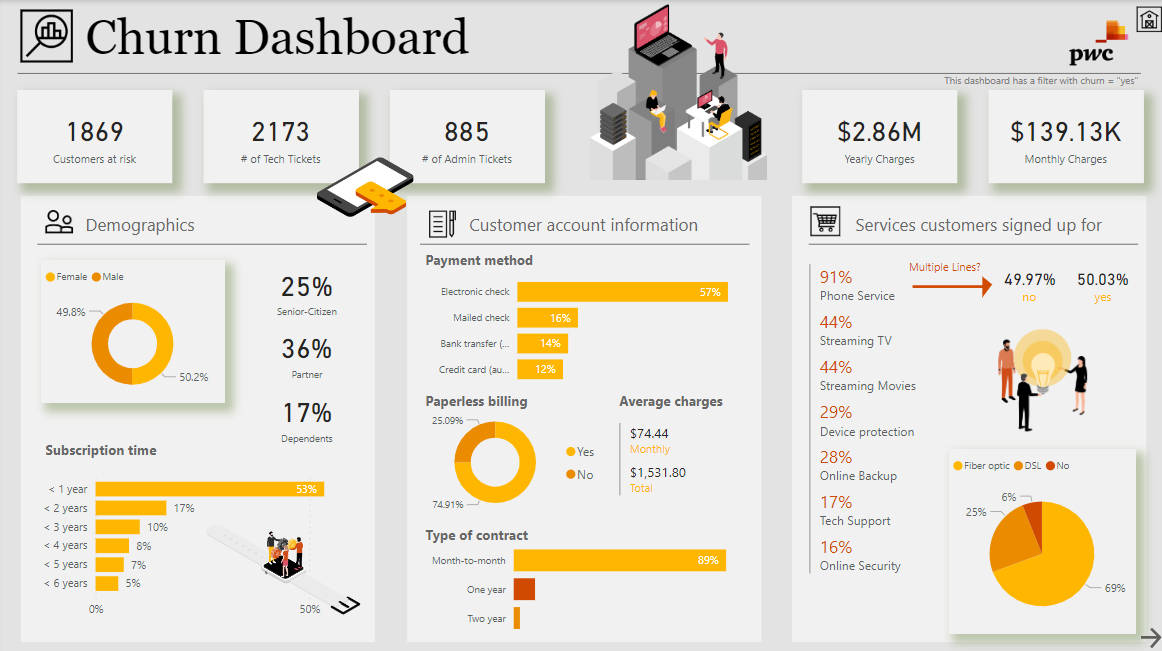 Churn Dashboard
pwc
This dashboard has a filter with churn = "yes"
1869
Customers at risk
2173
# of Tech Tickets
885
# of Admin Tickets
$2.86M
Yearly Charges
$139.13K
Monthly Charges
Demographics
Female Male
49.8%
50.2%
25%
Senior-Citizen
36%
Partner
17%
Dependents
Subscription time
< 1 year 53%
< 2 years 17%
< 3 years 10%
< 4 years 8%
< 5 years 7%
< 6 years 5%
0% 50%
Customer account information
Payment method
Electronic check 57%
Mailed check 16%
Bank transfer (... 14%
Credit card (au... 12%
Paperless billing
25.09%
74.91%
Yes
No
Average charges
$74.44
Monthly
$1,531.80
Total
Type of contract
Month-to-month 89%
One year
Two year
Services customers signed up for
91%
Phone Service
Multiple Lines?
49.97%
no
50.03%
yes
44%
Streaming TV
44%
Streaming Movies
29%
Device protection
28%
Online Backup
17%
Tech Support
16%
Online Security
Fiber optic DSL No
6%
25%
69%